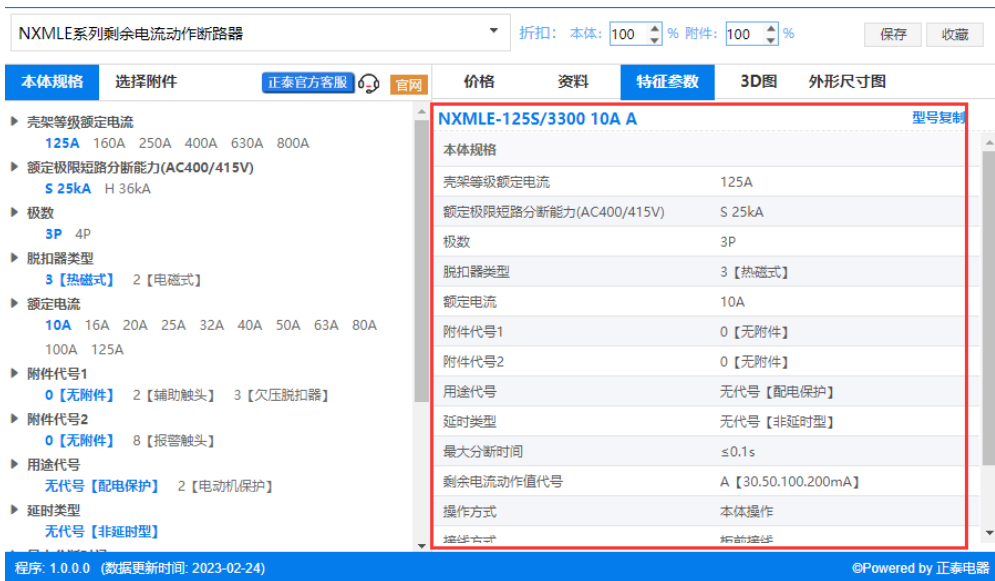 NXMLE系列剩余电流动作断路器
折扣: 本体: 100 % 附件: 100 %
保存 收藏
本体规格 选择附件 正泰官方客服 官网
价格 资料 特征参数 3D图 外形尺寸图
壳架等级额定电流
125A 160A 250A 400A 630A 800A
额定极限短路分断能力(AC400/415V)
S 25kA H 36kA
极数
3P 4P
脱扣器类型
3【热磁式】 2【电磁式】
额定电流
10A 16A 20A 25A 32A 40A 50A 63A 80A
100A 125A
附件代号1
0【无附件】 2【辅助触头】 3【欠压脱扣器】
附件代号2
0【无附件】 8【报警触头】
用途代号
无代号【配电保护】 2【电动机保护】
延时类型
无代号【非延时型】
NXMLE-125S/3300 10A A 型号复制
本体规格
壳架等级额定电流 125A
额定极限短路分断能力(AC400/415V) S 25kA
极数 3P
脱扣器类型 3【热磁式】
额定电流 10A
附件代号1 0【无附件】
附件代号2 0【无附件】
用途代号 无代号【配电保护】
延时类型 无代号【非延时型】
最大分断时间 ≤0.1s
剩余电流动作值代号 A【30.50.100.200mA】
操作方式 本体操作
接线方式 板前接线
程序: 1.0.0.0 (数据更新时间: 2023-02-24)
©Powered by 正泰电器